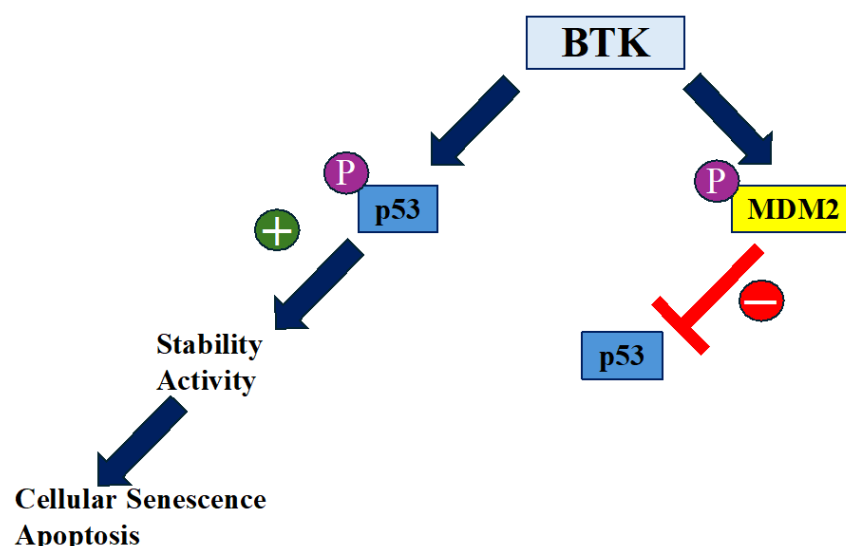 BTK
P
p53
P
MDM2
+
−
p53
Stability
Activity
Cellular Senescence
Apoptosis